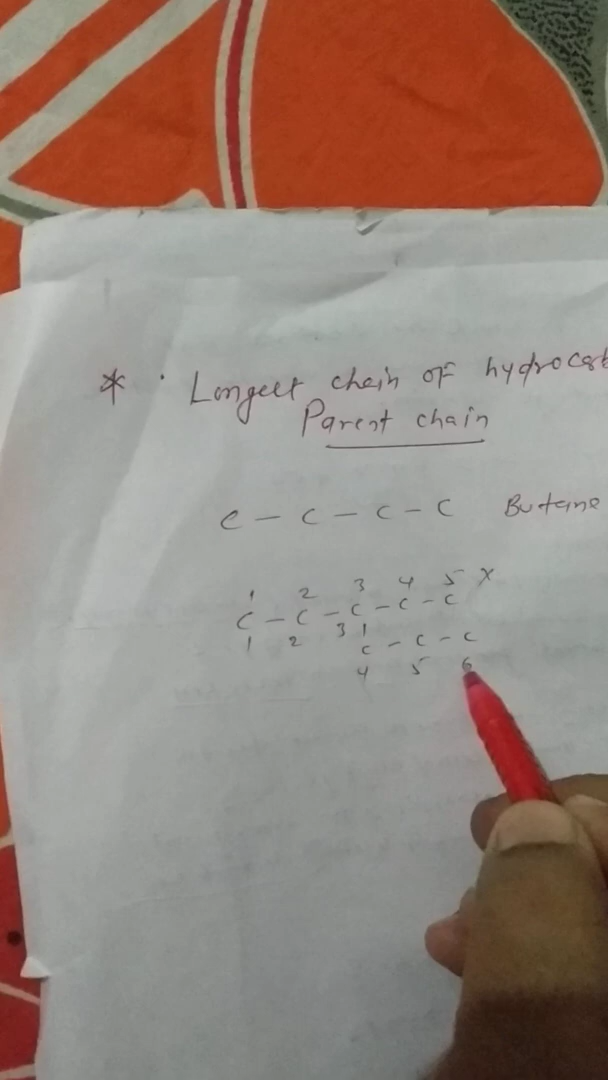 * . Longest chain of hydrocarb
Parent chain
C - C - C - C Butane
1 2 3 4 5 X
C - C - C - C - C
1 2 3 |
C - C - C
4 5 6